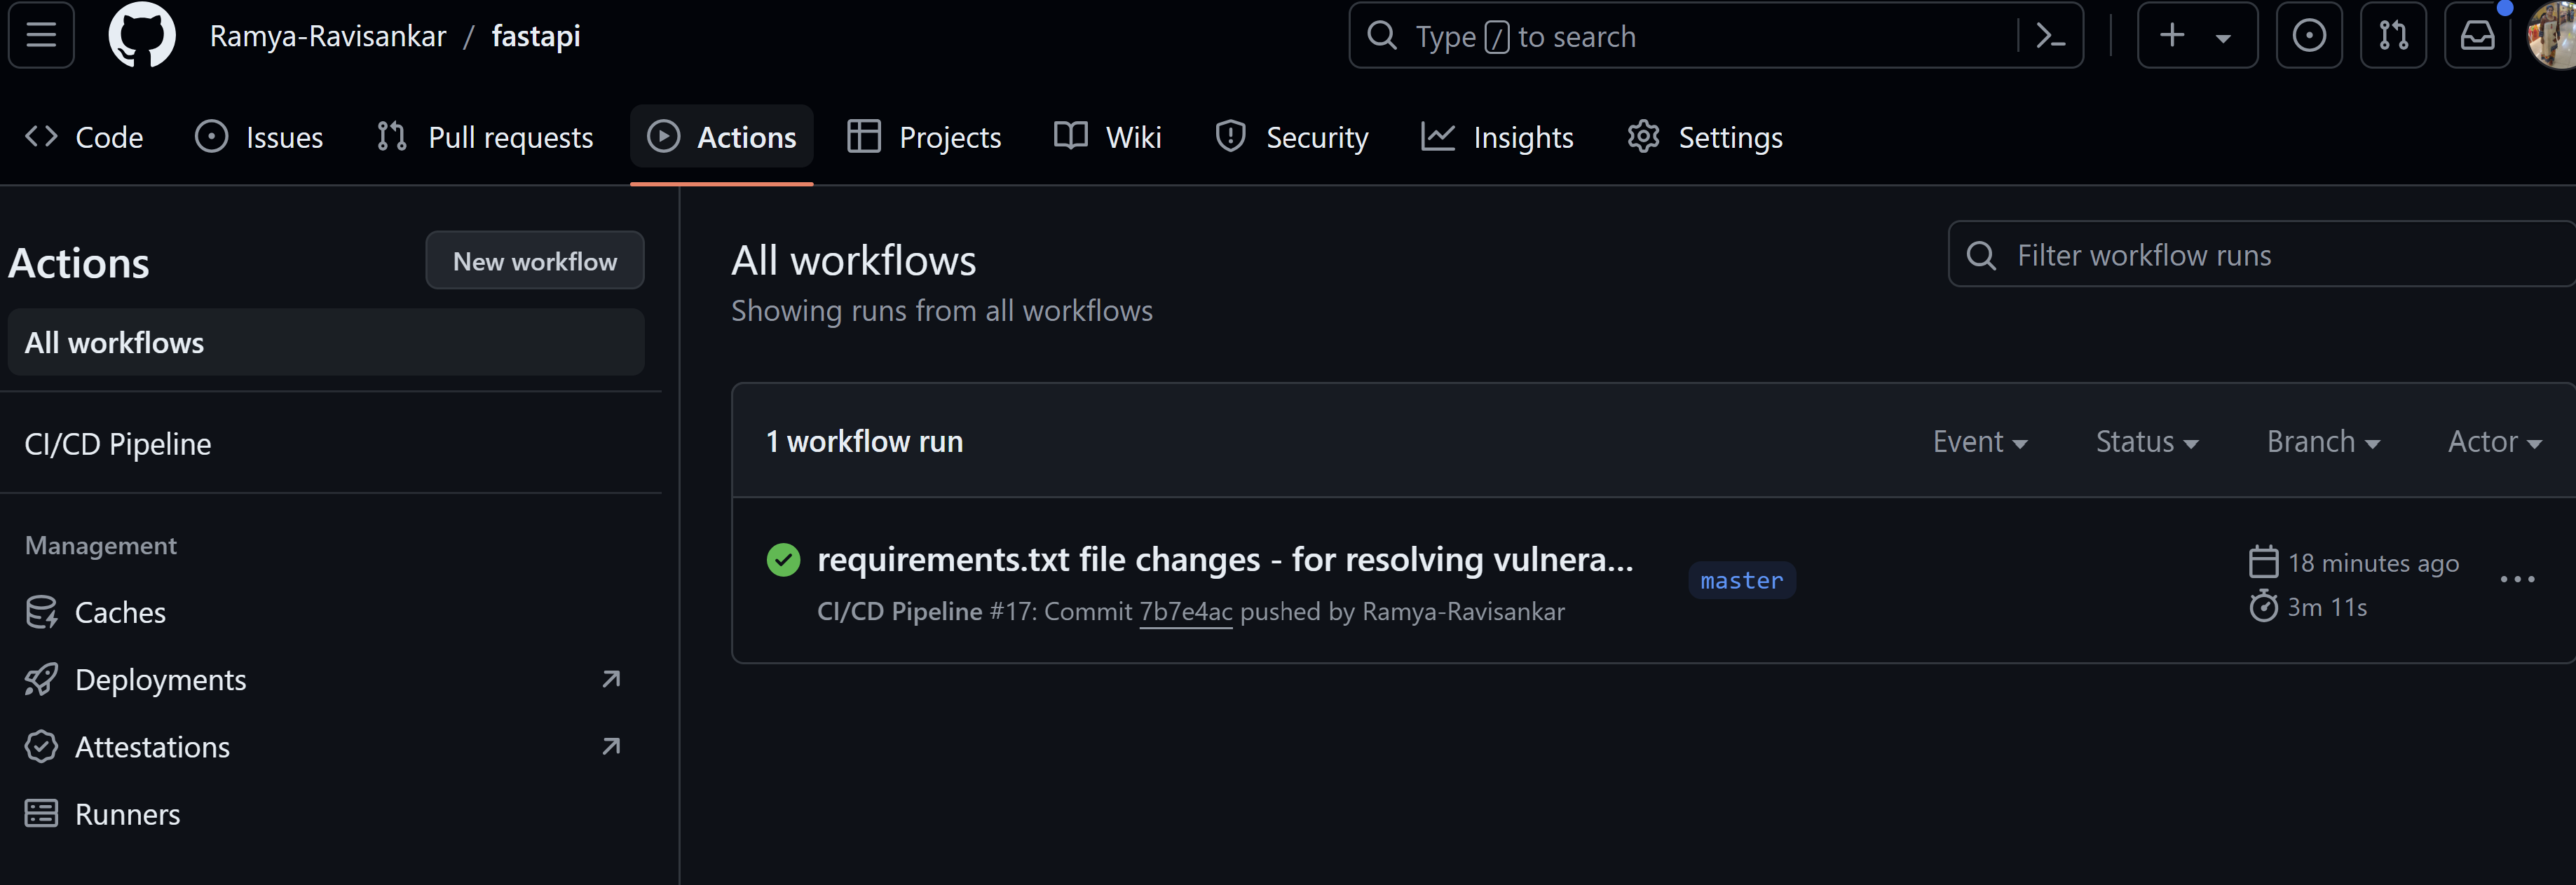 Ramya-Ravisankar / fastapi
Type / to search
Code
Issues
Pull requests
Actions
Projects
Wiki
Security
Insights
Settings
Actions
New workflow
All workflows
CI/CD Pipeline
Management
Caches
Deployments
Attestations
Runners
All workflows
Showing runs from all workflows
Filter workflow runs
1 workflow run
Event
Status
Branch
Actor
requirements.txt file changes - for resolving vulnera...
CI/CD Pipeline #17: Commit 7b7e4ac pushed by Ramya-Ravisankar
master
18 minutes ago
3m 11s